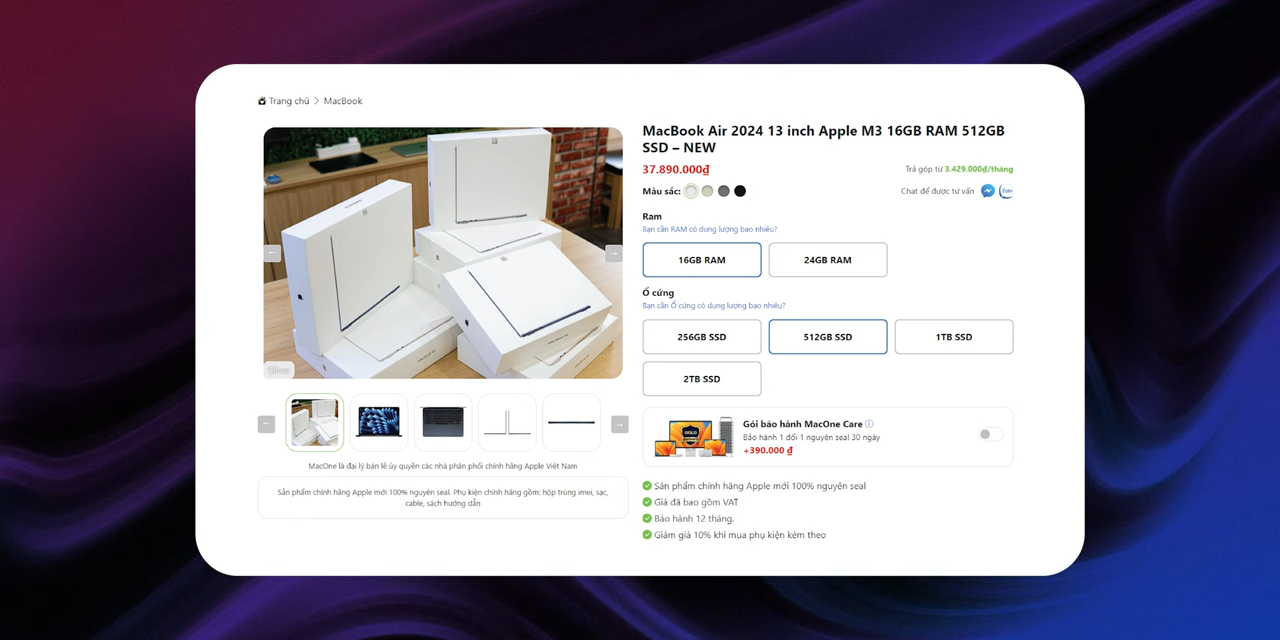 Trang chủ > MacBook
Silver
MacOne là đại lý bán lẻ ủy quyền các nhà phân phối chính hãng Apple Việt Nam
Sản phẩm chính hãng Apple mới 100% nguyên seal. Phụ kiện chính hãng gồm: hộp trùng imei, sạc,
cable, sách hướng dẫn
MacBook Air 2024 13 inch Apple M3 16GB RAM 512GB
SSD – NEW
37.890.000₫
Trả góp từ 3.429.000₫/tháng
Màu sắc:
Chat để được tư vấn
Zalo
Ram
Bạn cần RAM có dung lượng bao nhiêu?
16GB RAM
24GB RAM
Ổ cứng
Bạn cần Ổ cứng có dung lượng bao nhiêu?
256GB SSD
512GB SSD
1TB SSD
2TB SSD
GOLD
Gói bảo hành MacOne Care
Bảo hành 1 đổi 1 nguyên seal 30 ngày
+390.000 ₫
Sản phẩm chính hãng Apple mới 100% nguyên seal
Giá đã bao gồm VAT
Bảo hành 12 tháng.
Giảm giá 10% khi mua phụ kiện kèm theo